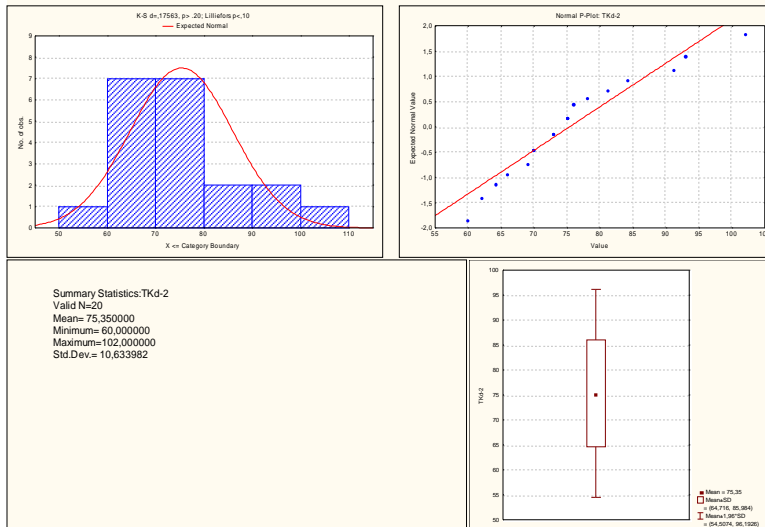 K-S d=,17563, p> .20; Lilliefors p<,10
Expected Normal
9
8
7
6
5
4
3
2
1
0
No. of obs.
50 60 70 80 90 100 110
X <= Category Boundary
Normal P-Plot: TKd-2
2,0
1,5
1,0
0,5
0,0
-0,5
-1,0
-1,5
-2,0
Expected Normal Value
55 60 65 70 75 80 85 90 95 100 105
Value
Summary Statistics:TKd-2
Valid N=20
Mean= 75,350000
Minimum= 60,000000
Maximum=102,000000
Std.Dev.= 10,633982
100
95
90
85
80
75
70
65
60
55
50
TKd-2
Mean = 75,35
Mean±SD
= (64,716, 85,984)
Mean±1,96*SD
= (54,5074, 96,1926)